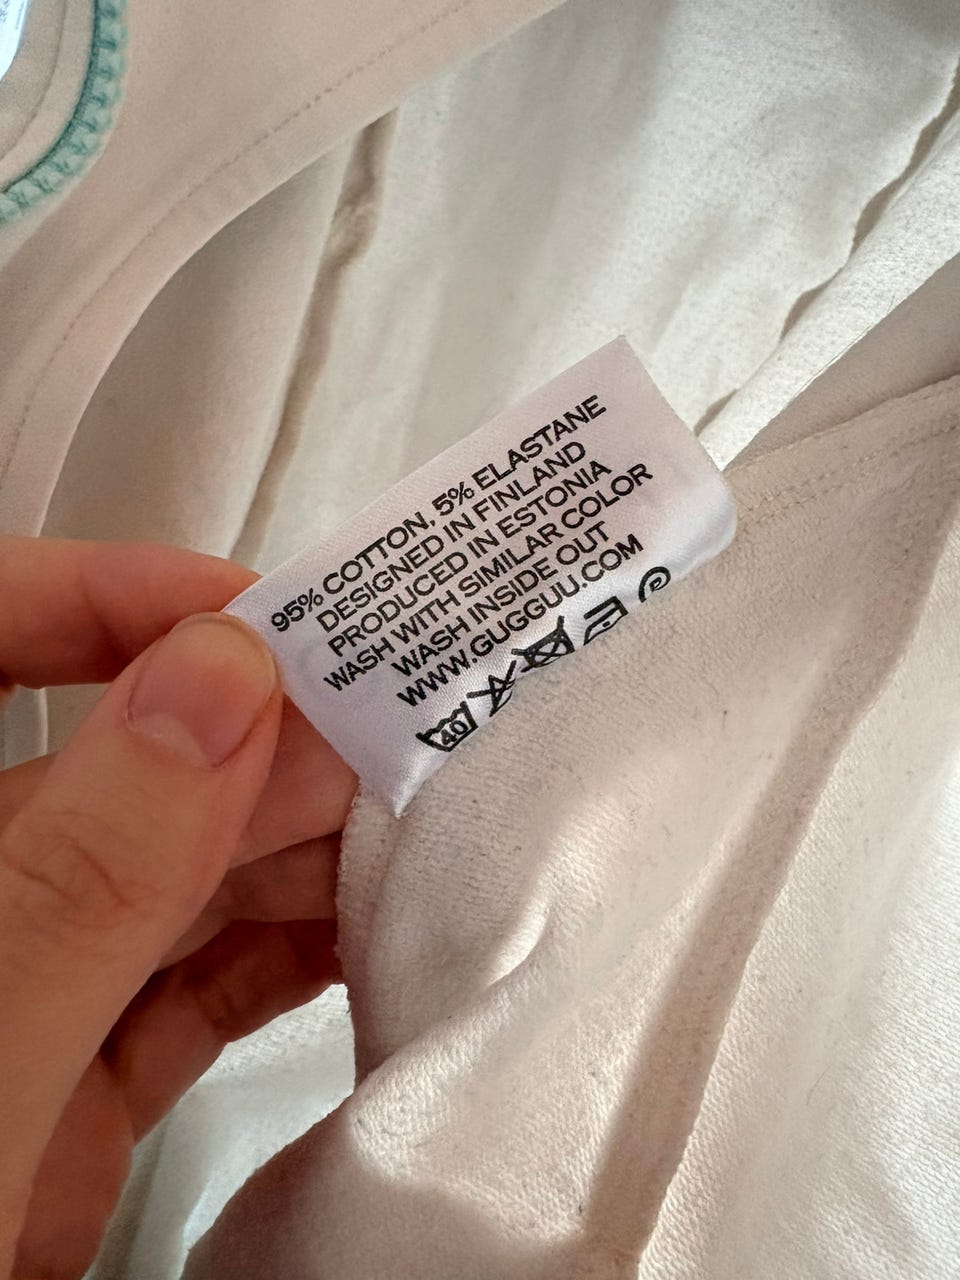 95% COTTON, 5% ELASTANE
DESIGNED IN FINLAND
PRODUCED IN ESTONIA
WASH WITH SIMILAR COLOR
WASH INSIDE OUT
WWW.GUGGUU.COM
40 P